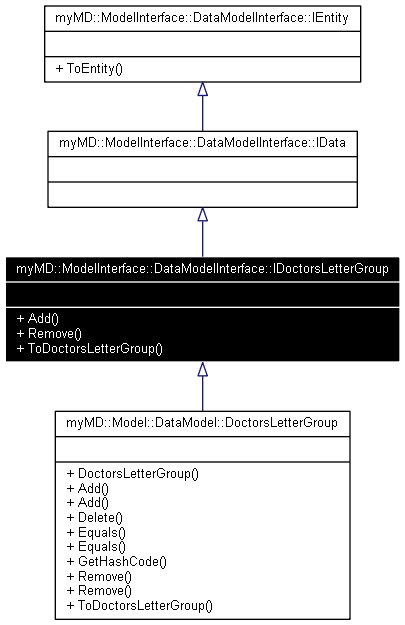 myMD::ModelInterface::DataModelInterface::IEntity
+ ToEntity()
myMD::ModelInterface::DataModelInterface::IData
myMD::ModelInterface::DataModelInterface::IDoctorsLetterGroup
+ Add()
+ Remove()
+ ToDoctorsLetterGroup()
myMD::Model::DataModel::DoctorsLetterGroup
+ DoctorsLetterGroup()
+ Add()
+ Add()
+ Delete()
+ Equals()
+ Equals()
+ GetHashCode()
+ Remove()
+ Remove()
+ ToDoctorsLetterGroup()